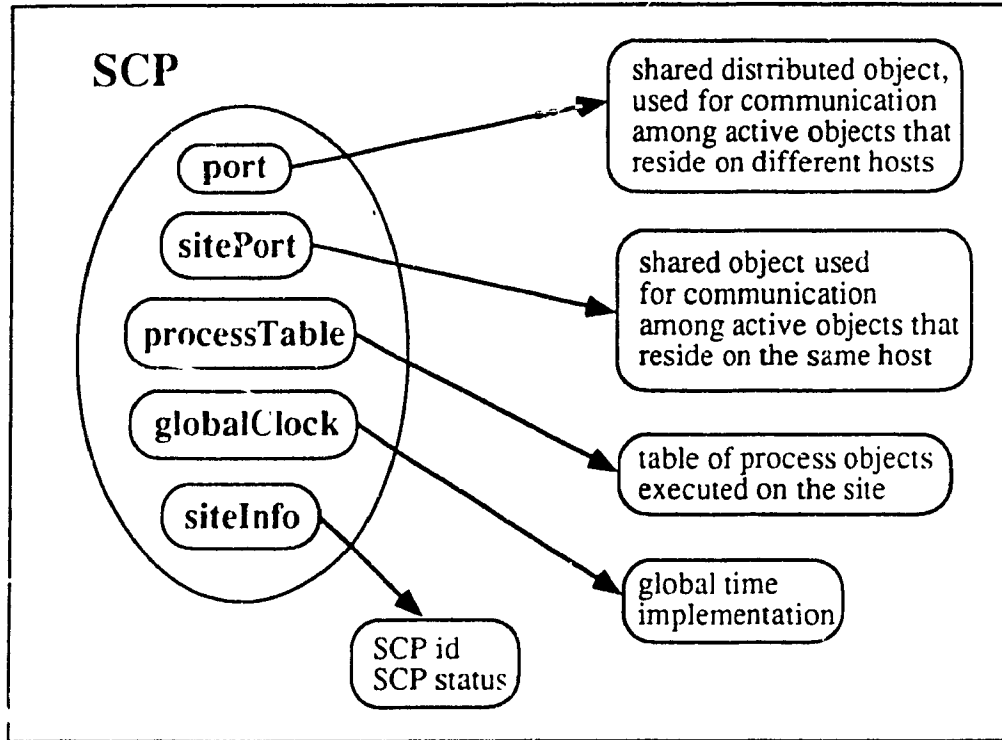 SCP
port
sitePort
processTable
globalClock
siteInfo
shared distributed object,
used for communication
among active objects that
reside on different hosts
shared object used
for communication
among active objects that
reside on the same host
table of process objects
executed on the site
global time
implementation
SCP id
SCP status